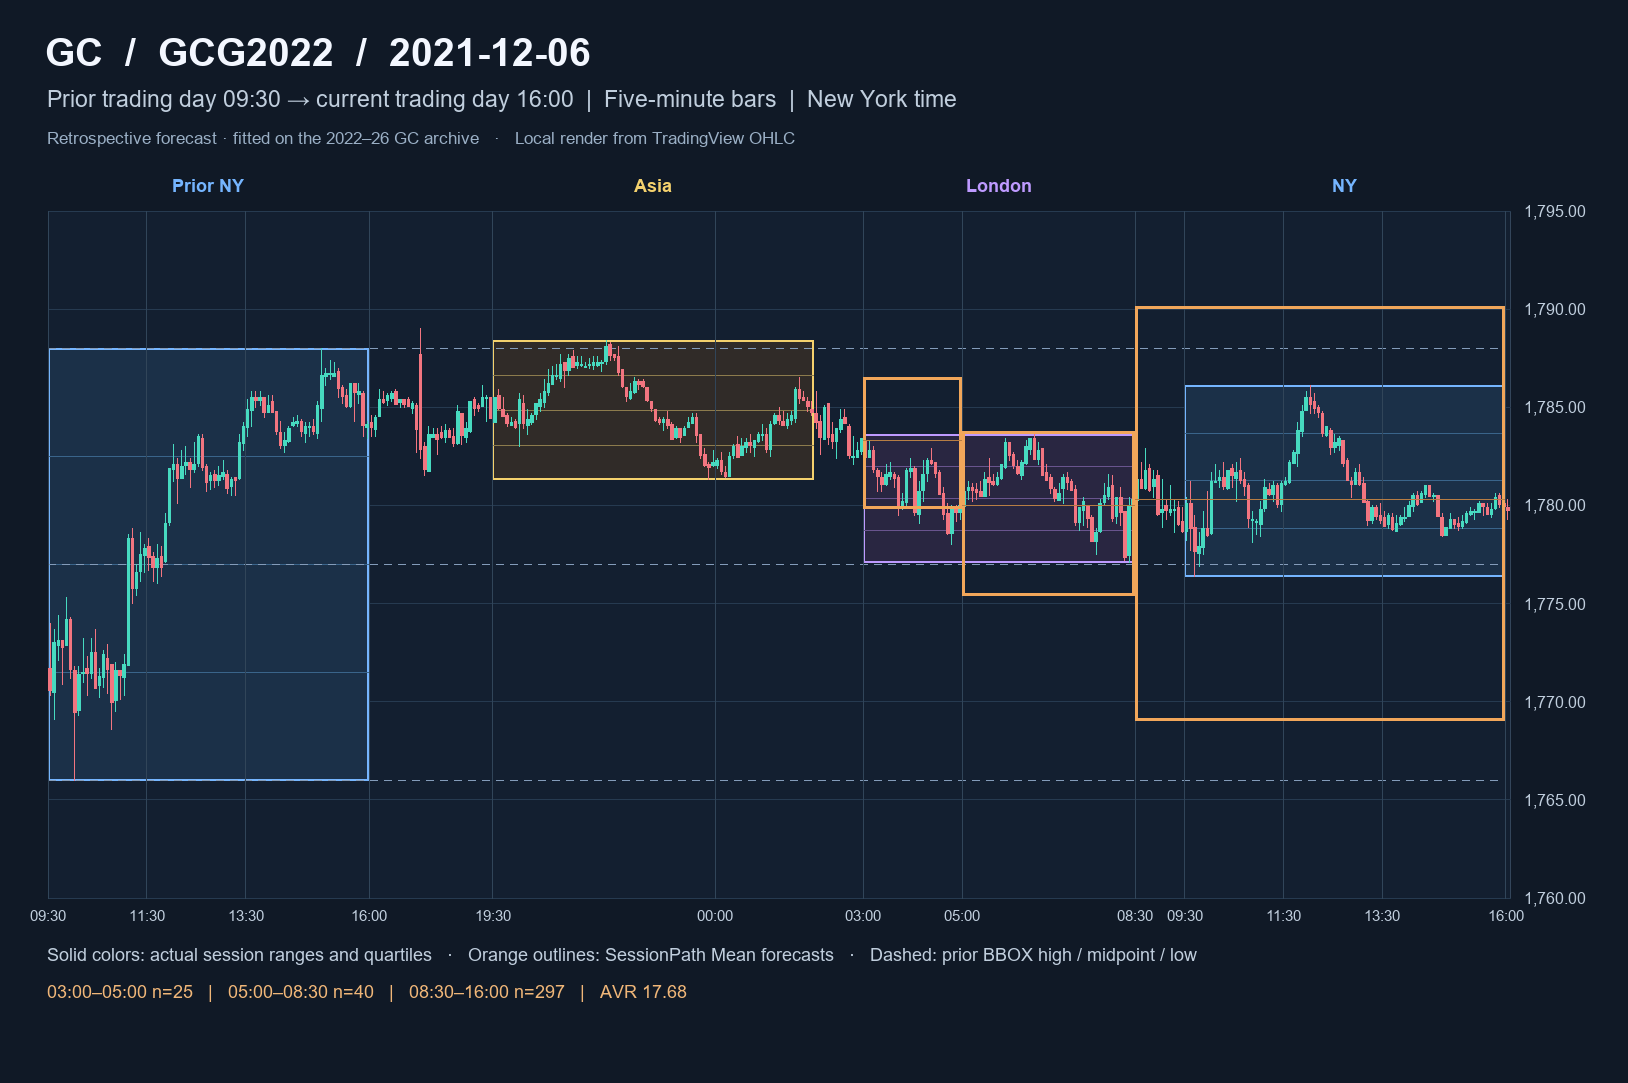 GC / GCG2022 / 2021-12-06
Prior trading day 09:30 → current trading day 16:00 | Five-minute bars | New York time
Retrospective forecast · fitted on the 2022–26 GC archive · Local render from TradingView OHLC
Prior NY
Asia
London
NY
1,795.00
1,790.00
1,785.00
1,780.00
1,775.00
1,770.00
1,765.00
1,760.00
09:30 11:30 13:30 16:00 19:30 00:00 03:00 05:00 08:30 09:30 11:30 13:30 16:00
Solid colors: actual session ranges and quartiles · Orange outlines: SessionPath Mean forecasts · Dashed: prior BBOX high / midpoint / low
03:00–05:00 n=25 | 05:00–08:30 n=40 | 08:30–16:00 n=297 | AVR 17.68